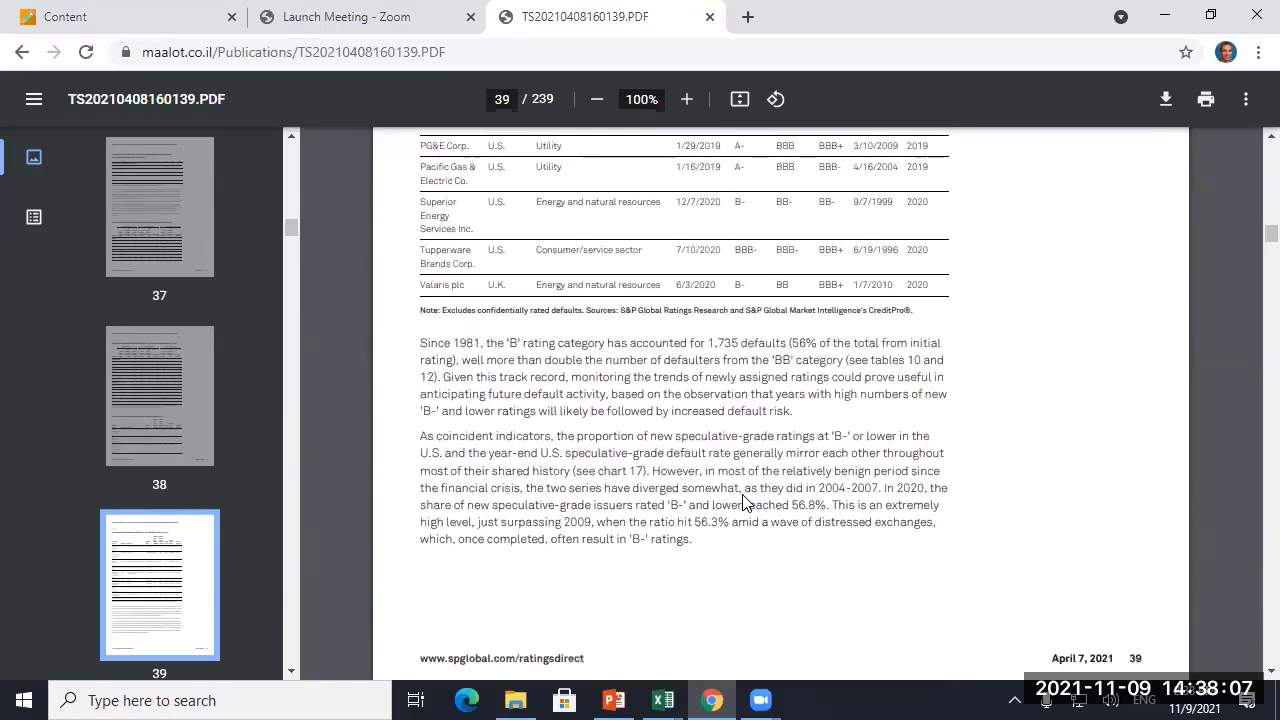 Content
Launch Meeting - Zoom
TS20210408160139.PDF
maalot.co.il/Publications/TS20210408160139.PDF
TS20210408160139.PDF
39 / 239
100%
PG&E Corp. U.S. Utility 1/29/2019 A- BBB BBB+ 3/10/2009 2019
Pacific Gas & U.S. Utility 1/16/2019 A- BBB BBB- 4/16/2004 2019
Electric Co.
Superior U.S. Energy and natural resources 12/7/2020 B- BB- BB- 9/7/1999 2020
Energy
Services Inc.
Tupperware U.S. Consumer/service sector 7/10/2020 BBB- BBB- BBB+ 6/19/1996 2020
Brands Corp.
Valaris plc U.K. Energy and natural resources 6/3/2020 B- BB BBB+ 1/7/2010 2020
Note: Excludes confidentially rated defaults. Sources: S&P Global Ratings Research and S&P Global Market Intelligence's CreditPro®.
Since 1981, the 'B' rating category has accounted for 1,735 defaults (56% of the total from initial
rating), well more than double the number of defaulters from the 'BB' category (see tables 10 and
12). Given this track record, monitoring the trends of newly assigned ratings could prove useful in
anticipating future default activity, based on the observation that years with high numbers of new
'B-' and lower ratings will likely be followed by increased default risk.
As coincident indicators, the proportion of new speculative-grade ratings at 'B-' or lower in the
U.S. and the year-end U.S. speculative-grade default rate generally mirror each other throughout
most of their shared history (see chart 17). However, in most of the relatively benign period since
the financial crisis, the two series have diverged somewhat, as they did in 2004-2007. In 2020, the
share of new speculative-grade issuers rated 'B-' and lower reached 56.8%. This is an extremely
high level, just surpassing 2009, when the ratio hit 56.3% amid a wave of distressed exchanges,
which, once completed, often result in 'B-' ratings.
www.spglobal.com/ratingsdirect
April 7, 2021 39
37
38
39
Type here to search
2021-11-09 14:38:07
ENG
11/9/2021